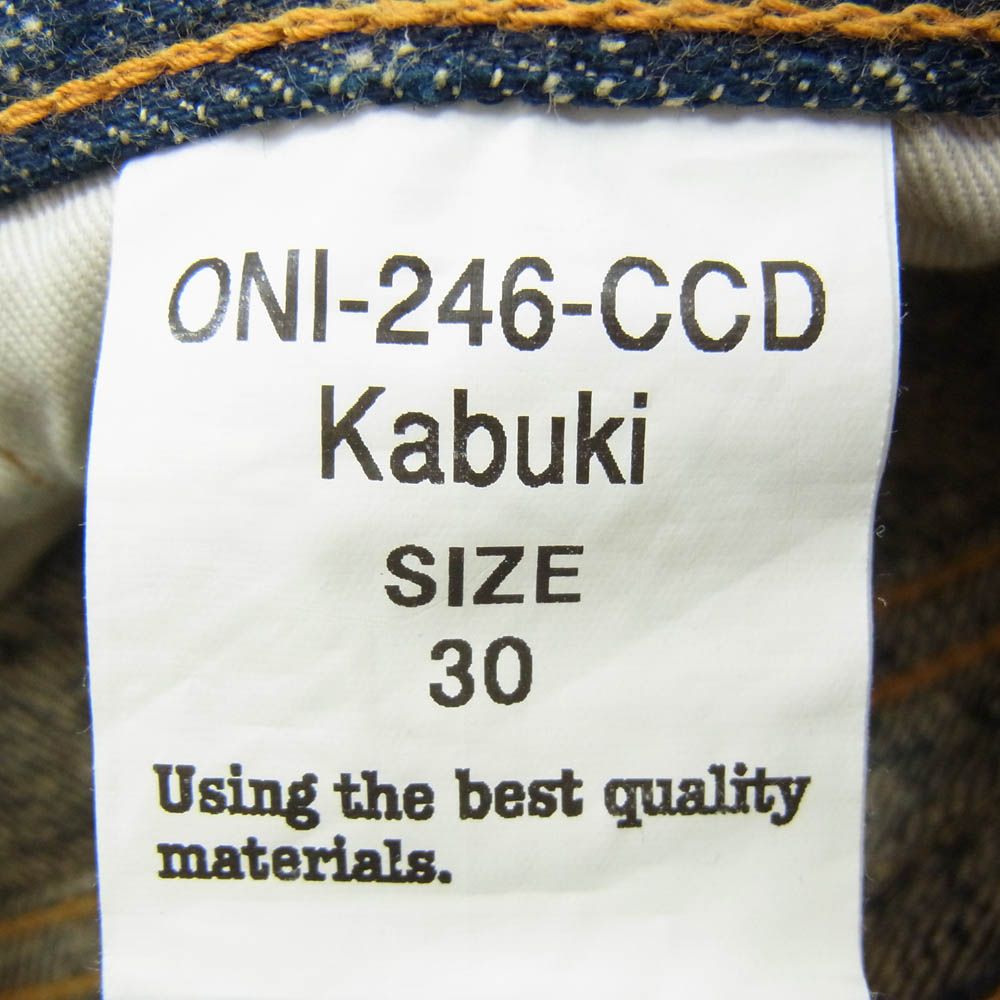 ONI-246-CCD
Kabuki
SIZE
30
Using the best quality
materials.